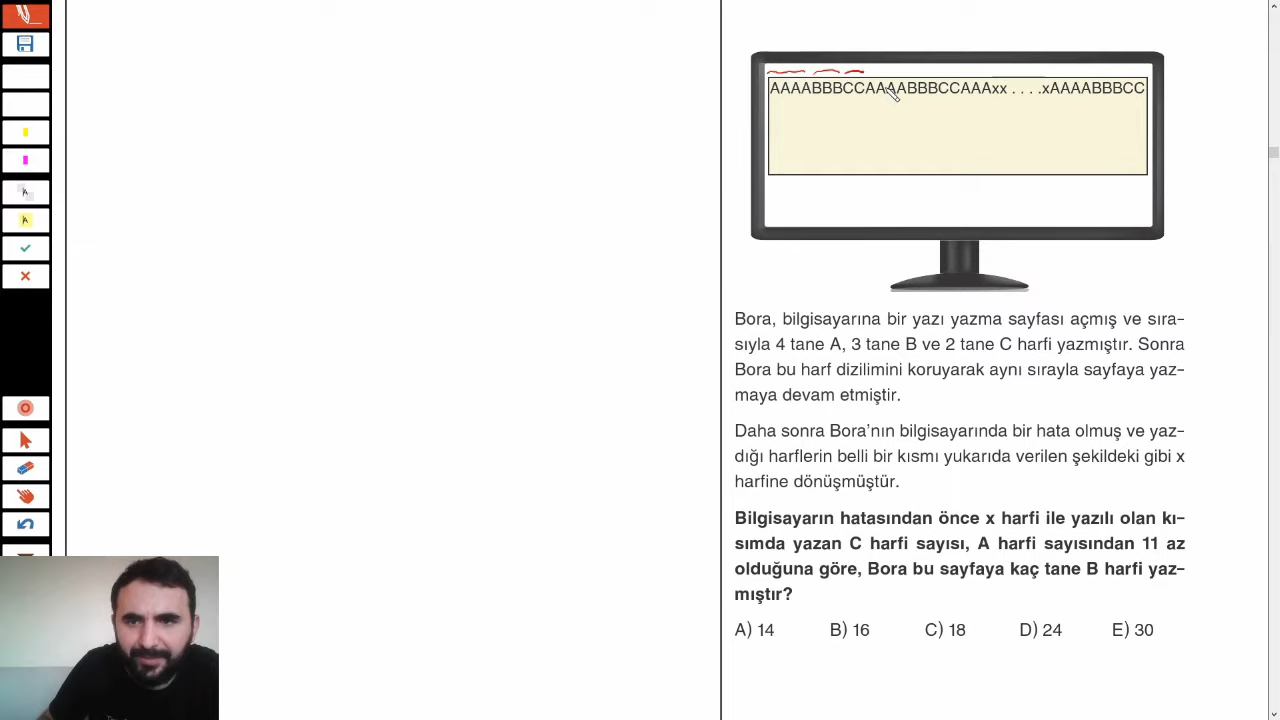 AAAABBBCCAAAABBBCCAAAxx . . . .xAAAABBBCC
Bora, bilgisayarına bir yazı yazma sayfası açmış ve sıra-
sıyla 4 tane A, 3 tane B ve 2 tane C harfi yazmıştır. Sonra
Bora bu harf dizilimini koruyarak aynı sırayla sayfaya yaz-
maya devam etmiştir.
Daha sonra Bora'nın bilgisayarında bir hata olmuş ve yaz-
dığı harflerin belli bir kısmı yukarıda verilen şekildeki gibi x
harfine dönüşmüştür.
Bilgisayarın hatasından önce x harfi ile yazılı olan kı-
sımda yazan C harfi sayısı, A harfi sayısından 11 az
olduğuna göre, Bora bu sayfaya kaç tane B harfi yaz-
mıştır?
A) 14 B) 16 C) 18 D) 24 E) 30